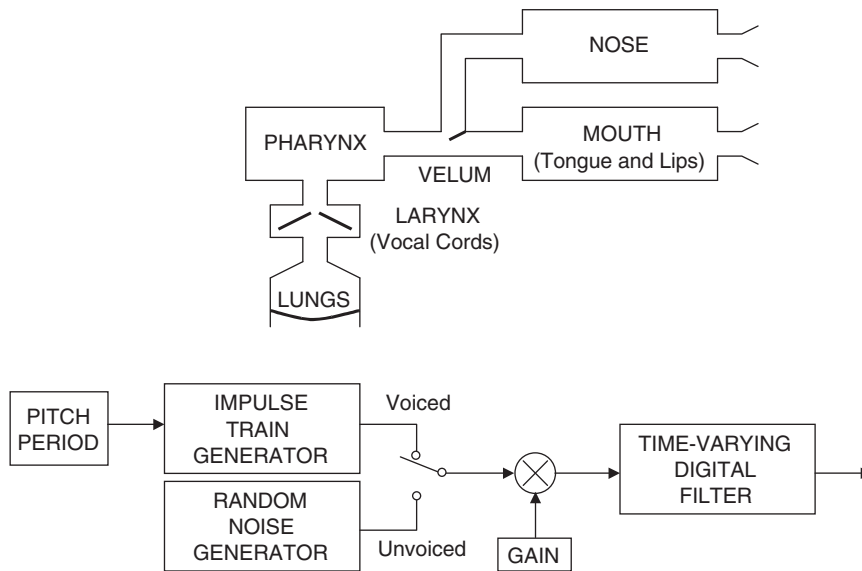 NOSE
PHARYNX
MOUTH
(Tongue and Lips)
VELUM
LARYNX
(Vocal Cords)
LUNGS
PITCH
PERIOD
IMPULSE
TRAIN
GENERATOR
Voiced
RANDOM
NOISE
GENERATOR
Unvoiced
GAIN
TIME-VARYING
DIGITAL
FILTER